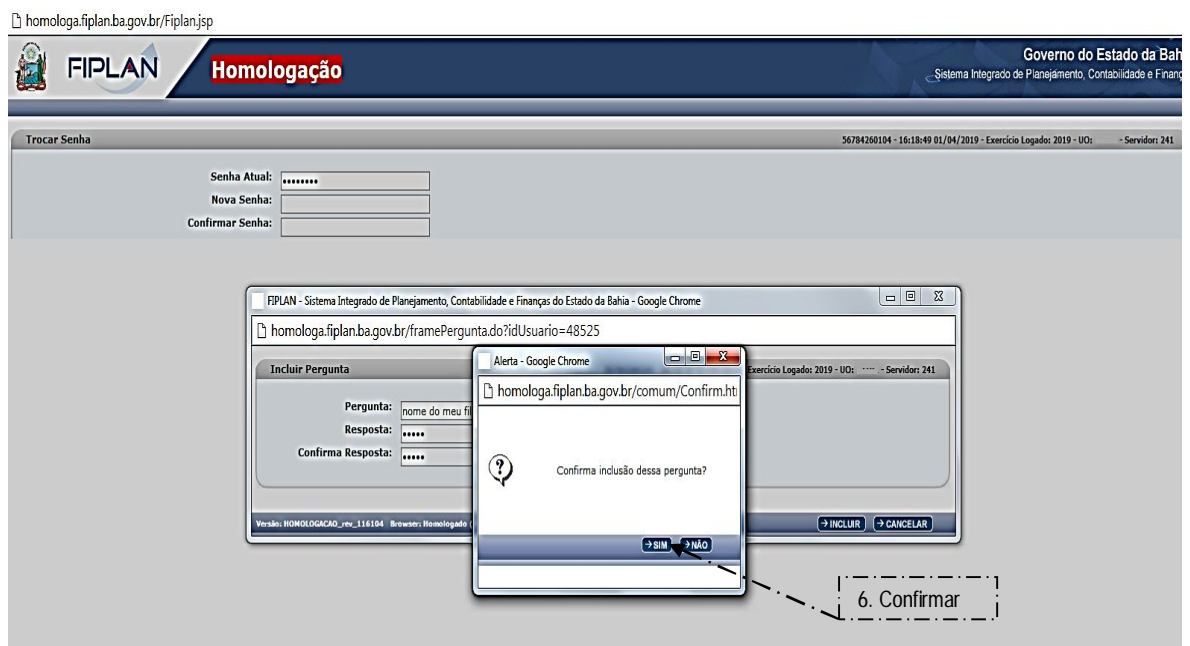 homologa.fiplan.ba.gov.br/Fiplan.jsp
FIPLAN
Homologação
Governo do Estado da Bah
Sistema Integrado de Planejamento, Contabilidade e Finanç
Trocar Senha
56784260104 - 16:18:49 01/04/2019 - Exercício Logado: 2019 - UO: - Servidor: 241
Senha Atual: ••••••••
Nova Senha:
Confirmar Senha:
FIPLAN - Sistema Integrado de Planejamento, Contabilidade e Finanças do Estado da Bahia - Google Chrome
homologa.fiplan.ba.gov.br/framePergunta.do?idUsuario=48525
Alerta - Google Chrome
homologa.fiplan.ba.gov.br/comum/Confirm.ht
Incluir Pergunta
Exercício Logado: 2019 - UO: - Servidor: 241
Pergunta: nome do meu fil
Resposta: •••••
Confirma Resposta: •••••
Confirma inclusão dessa pergunta?
Versão: HOMOLOGACAO_rev_116104 Browser: Homologado (
→INCLUIR →CANCELAR
→SIM →NÃO
6. Confirmar